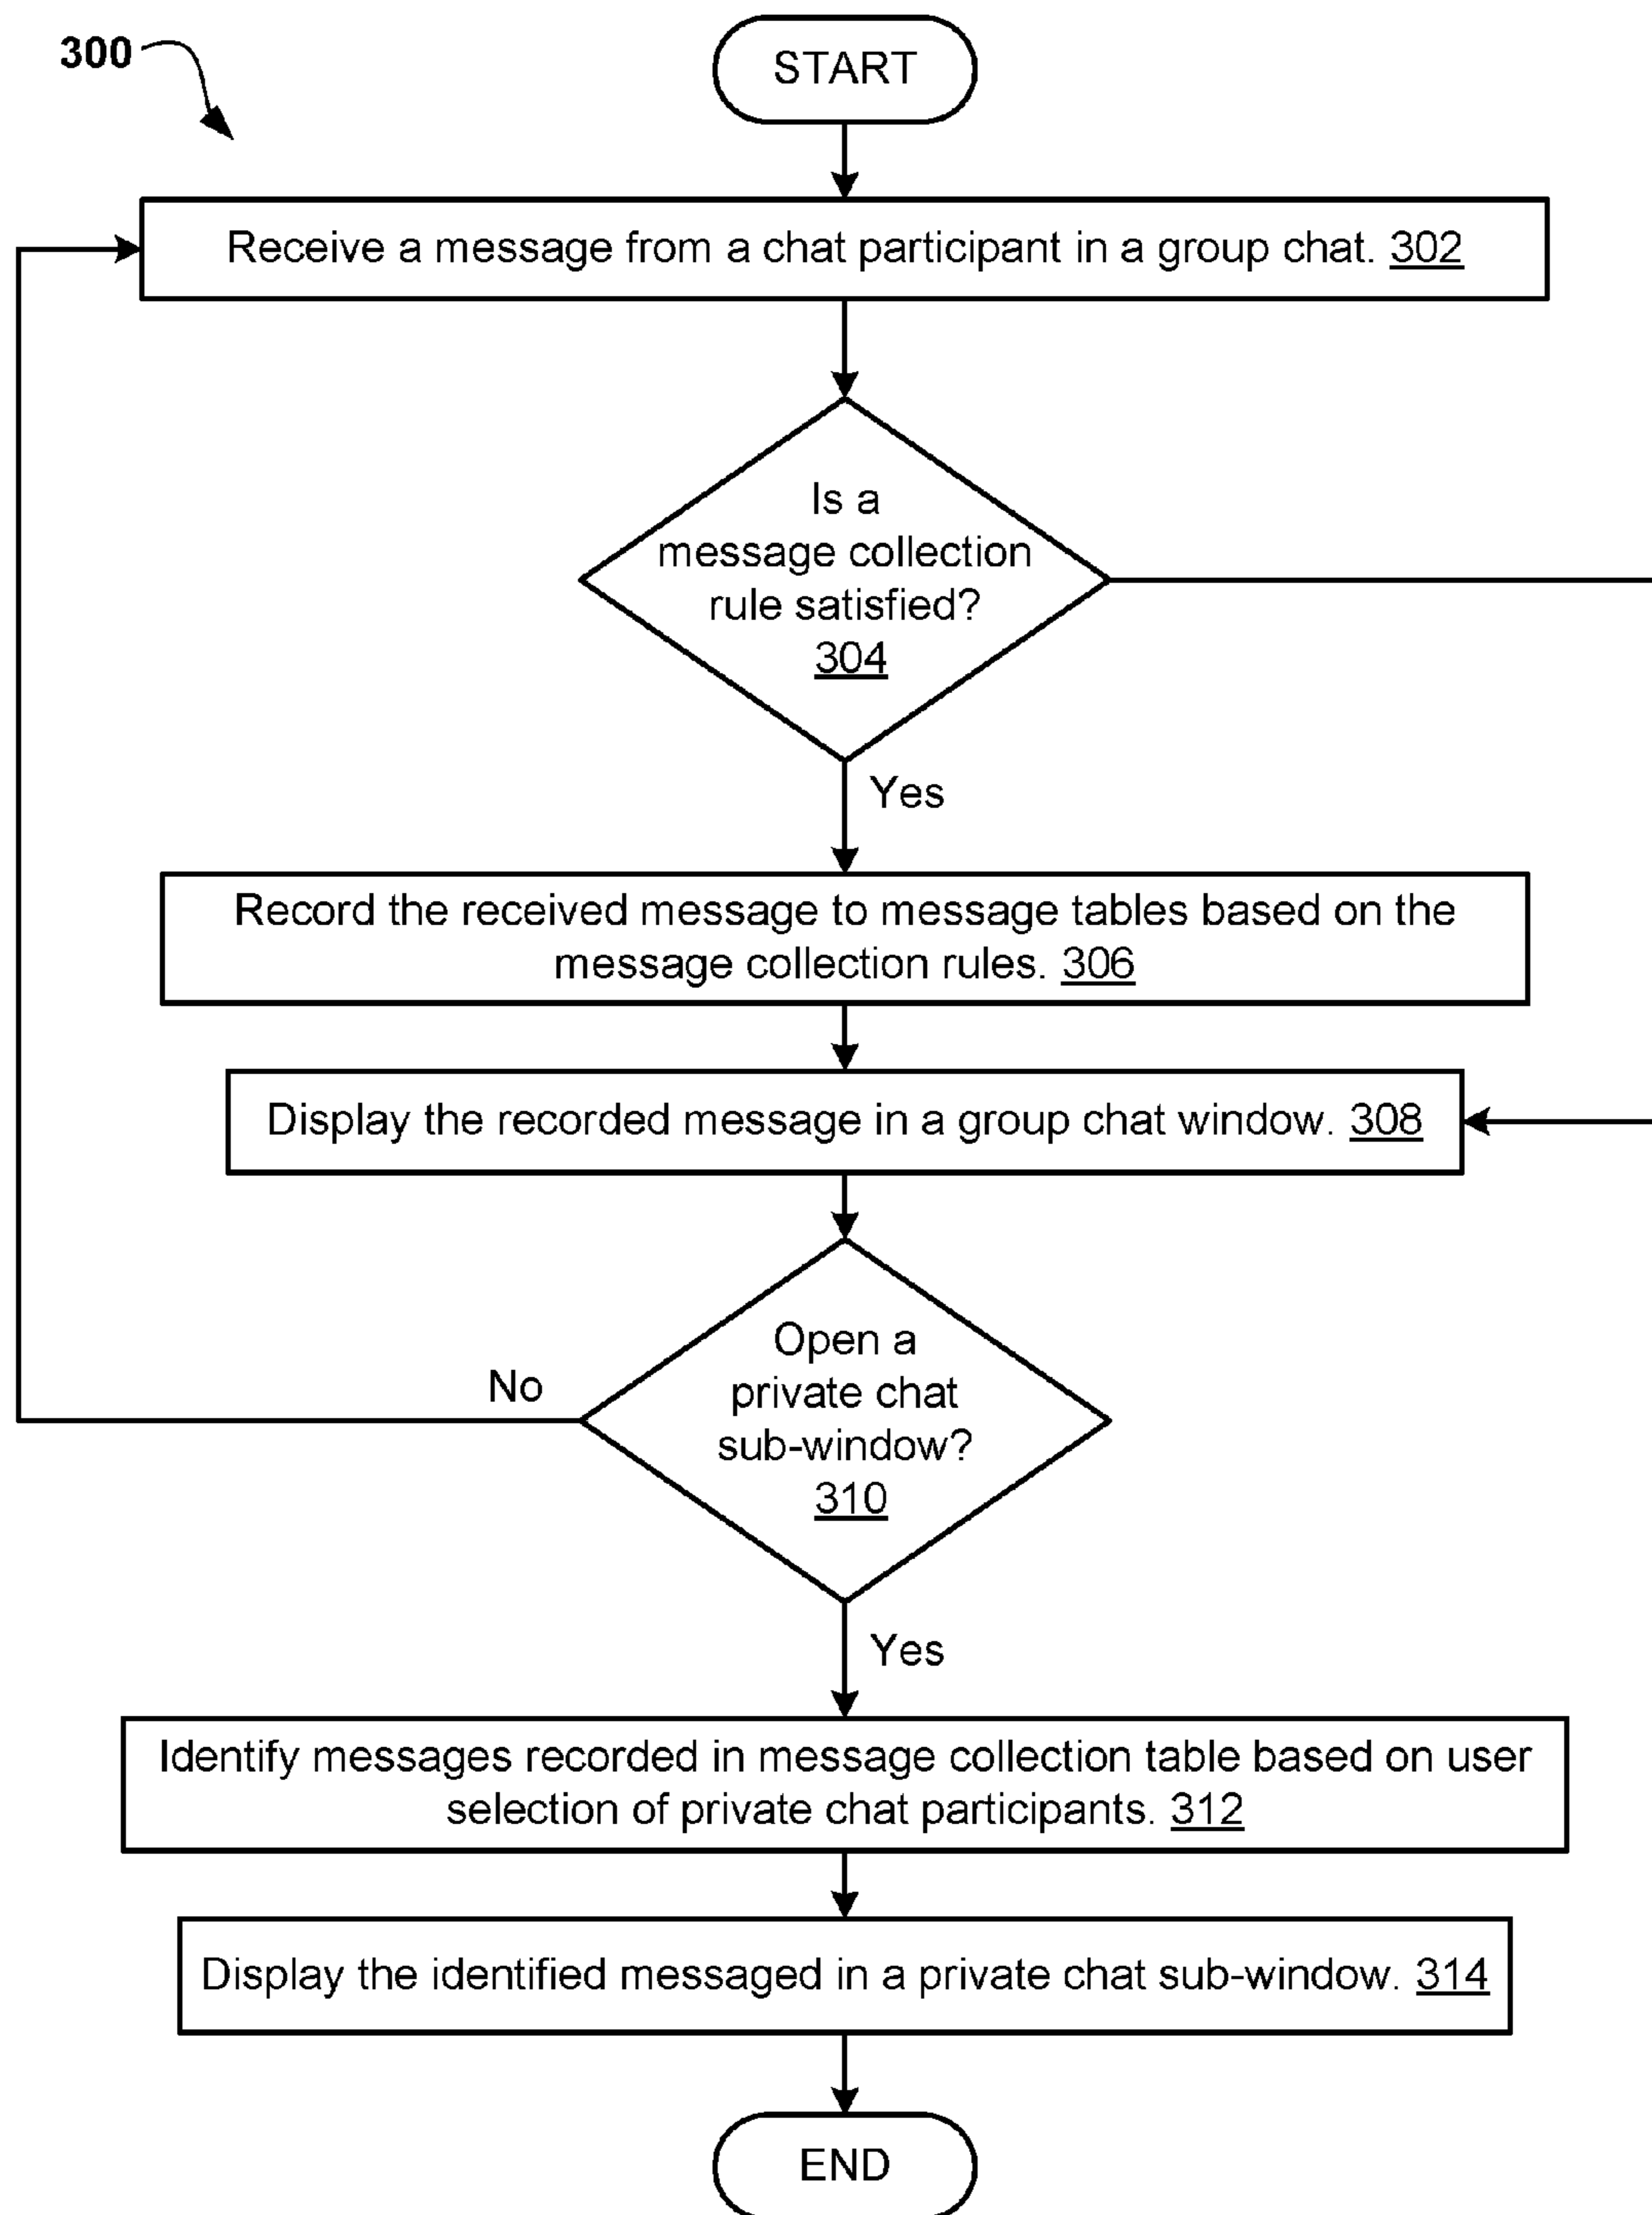 300
START
Receive a message from a chat participant in a group chat. 302
Is a
message collection
rule satisfied?
304
Yes
Record the received message to message tables based on the
message collection rules. 306
Display the recorded message in a group chat window. 308
Open a
private chat
sub-window?
310
No
Yes
Identify messages recorded in message collection table based on user
selection of private chat participants. 312
Display the identified messaged in a private chat sub-window. 314
END